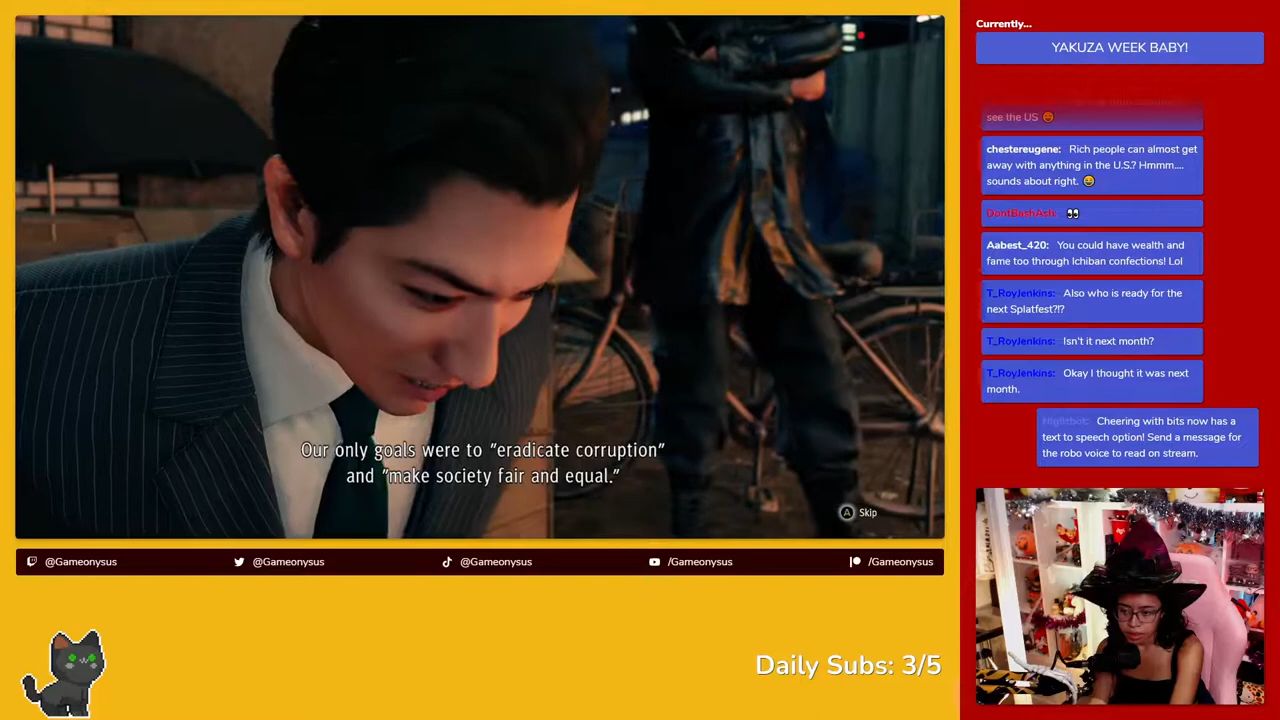 Currently...
YAKUZA WEEK BABY!
see the US
chestereugene: Rich people can almost get
away with anything in the U.S.? Hmmm....
sounds about right.
DontBashAsh:
Aabest_420: You could have wealth and
fame too through Ichiban confections! Lol
T_RoyJenkins: Also who is ready for the
next Splatfest?!?
T_RoyJenkins: Isn't it next month?
T_RoyJenkins: Okay I thought it was next
month.
Nightbot: Cheering with bits now has a
text to speech option! Send a message for
the robo voice to read on stream.
Our only goals were to "eradicate corruption"
and "make society fair and equal."
A Skip
@Gameonysus
@Gameonysus
@Gameonysus
/Gameonysus
/Gameonysus
Daily Subs: 3/5